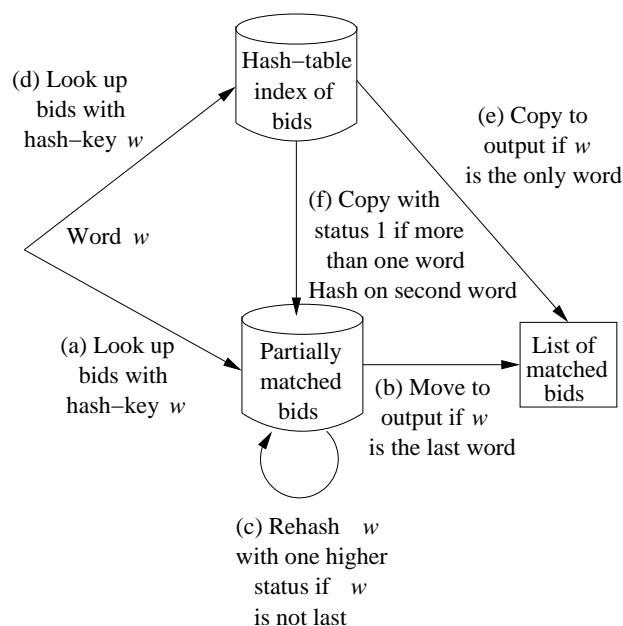 Hash−table
index of
bids
(d) Look up
bids with
hash−key w
(e) Copy to
output if w
is the only word
Word w
(f) Copy with
status 1 if more
than one word
Hash on second word
(a) Look up
bids with
hash−key w
Partially
matched
bids
List of
matched
bids
(b) Move to
output if w
is the last word
(c) Rehash w
with one higher
status if w
is not last